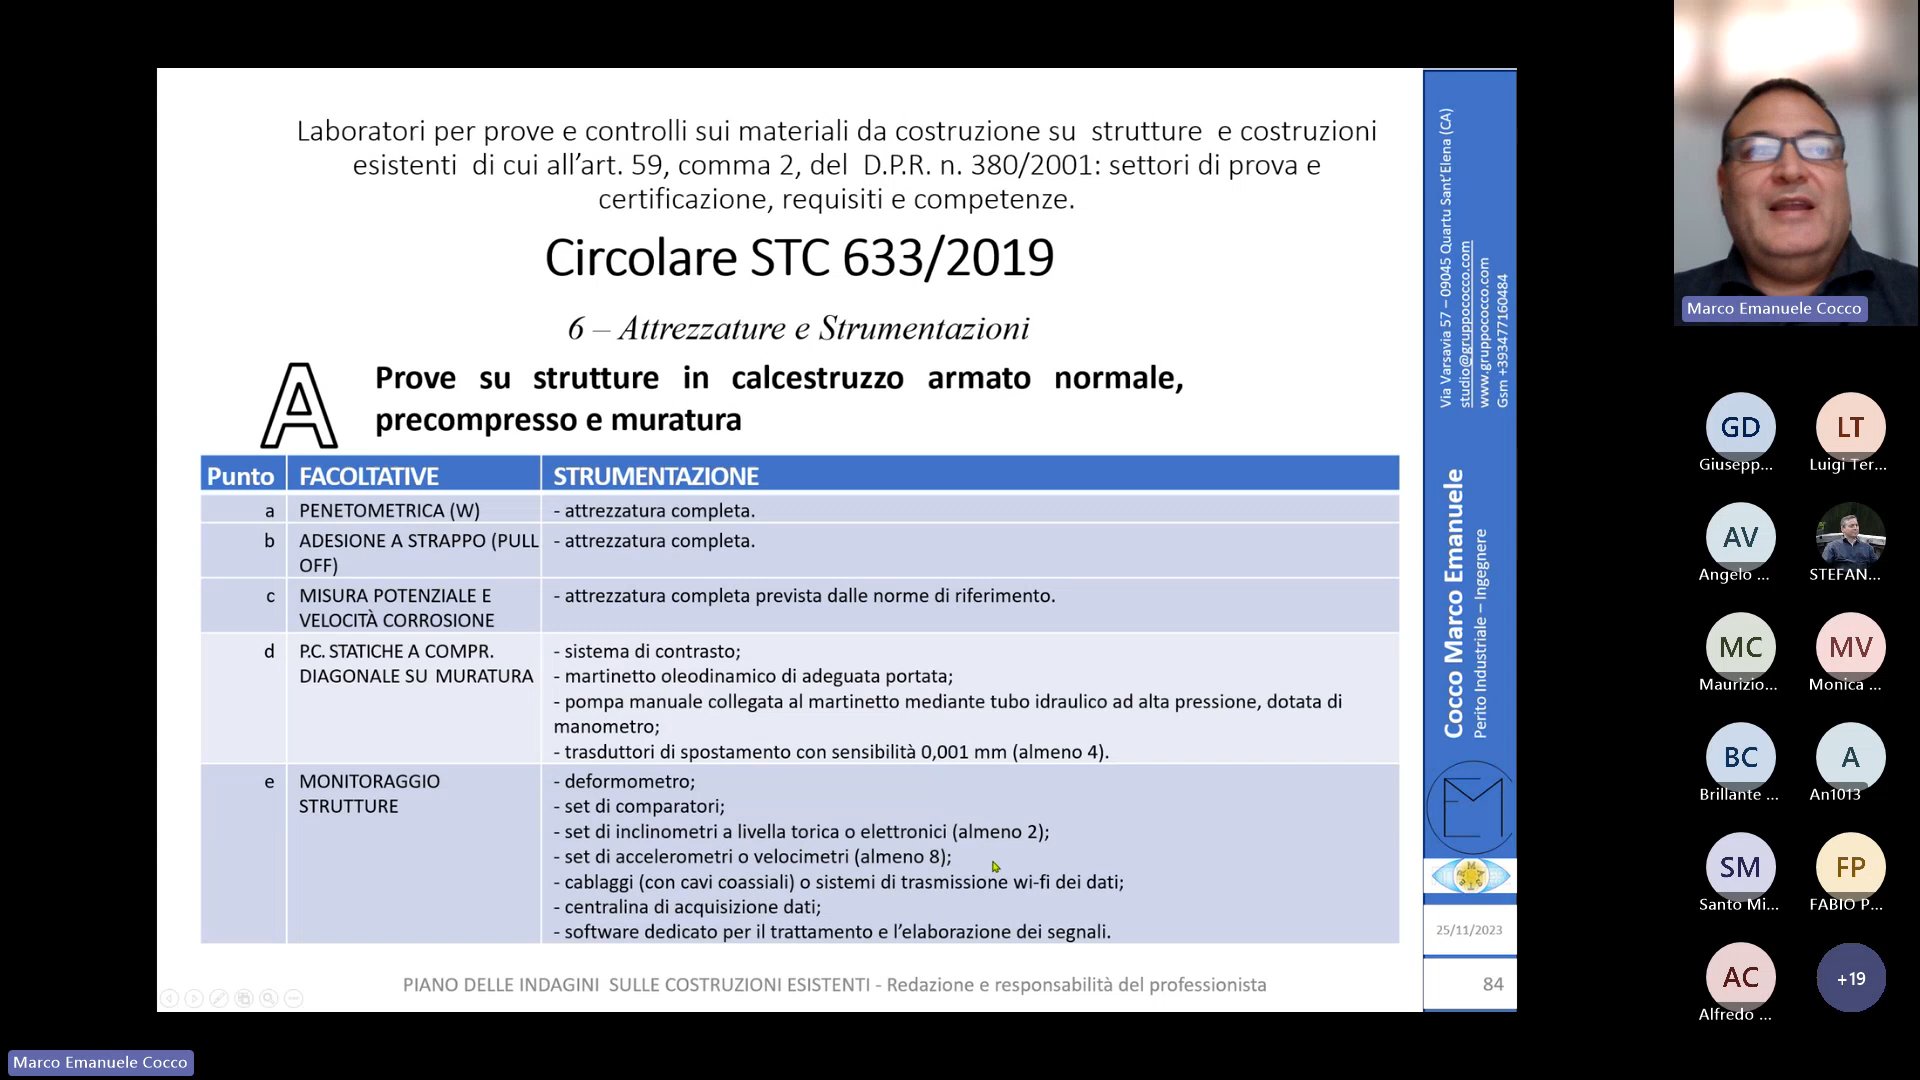 Laboratori per prove e controlli sui materiali da costruzione su strutture e costruzioni
esistenti di cui all’art. 59, comma 2, del D.P.R. n. 380/2001: settori di prova e
certificazione, requisiti e competenze.
Circolare STC 633/2019
6 – Attrezzature e Strumentazioni
A
Prove su strutture in calcestruzzo armato normale,
precompresso e muratura
Punto FACOLTATIVE STRUMENTAZIONE
a PENETOMETRICA (W) - attrezzatura completa.
b ADESIONE A STRAPPO (PULL - attrezzatura completa.
OFF)
c MISURA POTENZIALE E - attrezzatura completa prevista dalle norme di riferimento.
VELOCITÀ CORROSIONE
d P.C. STATICHE A COMPR. - sistema di contrasto;
DIAGONALE SU MURATURA - martinetto oleodinamico di adeguata portata;
- pompa manuale collegata al martinetto mediante tubo idraulico ad alta pressione, dotata di
manometro;
- trasduttori di spostamento con sensibilità 0,001 mm (almeno 4).
e MONITORAGGIO - deformometro;
STRUTTURE - set di comparatori;
- set di inclinometri a livella torica o elettronici (almeno 2);
- set di accelerometri o velocimetri (almeno 8);
- cablaggi (con cavi coassiali) o sistemi di trasmissione wi-fi dei dati;
- centralina di acquisizione dati;
- software dedicato per il trattamento e l’elaborazione dei segnali.
PIANO DELLE INDAGINI SULLE COSTRUZIONI ESISTENTI - Redazione e responsabilità del professionista
Via Varsavia 57 – 09045 Quartu Sant’Elena (CA)
studio@gruppococco.com
www.gruppococco.com
Gsm +393477160484
Cocco Marco Emanuele
Perito Industriale – Ingegnere
25/11/2023
84
Marco Emanuele Cocco
GD LT
Giusepp... Luigi Ter...
AV
Angelo ... STEFAN...
MC MV
Maurizio... Monica ...
BC A
Brillante ... An1013
SM FP
Santo Mi... FABIO P...
AC +19
Alfredo ...
Marco Emanuele Cocco